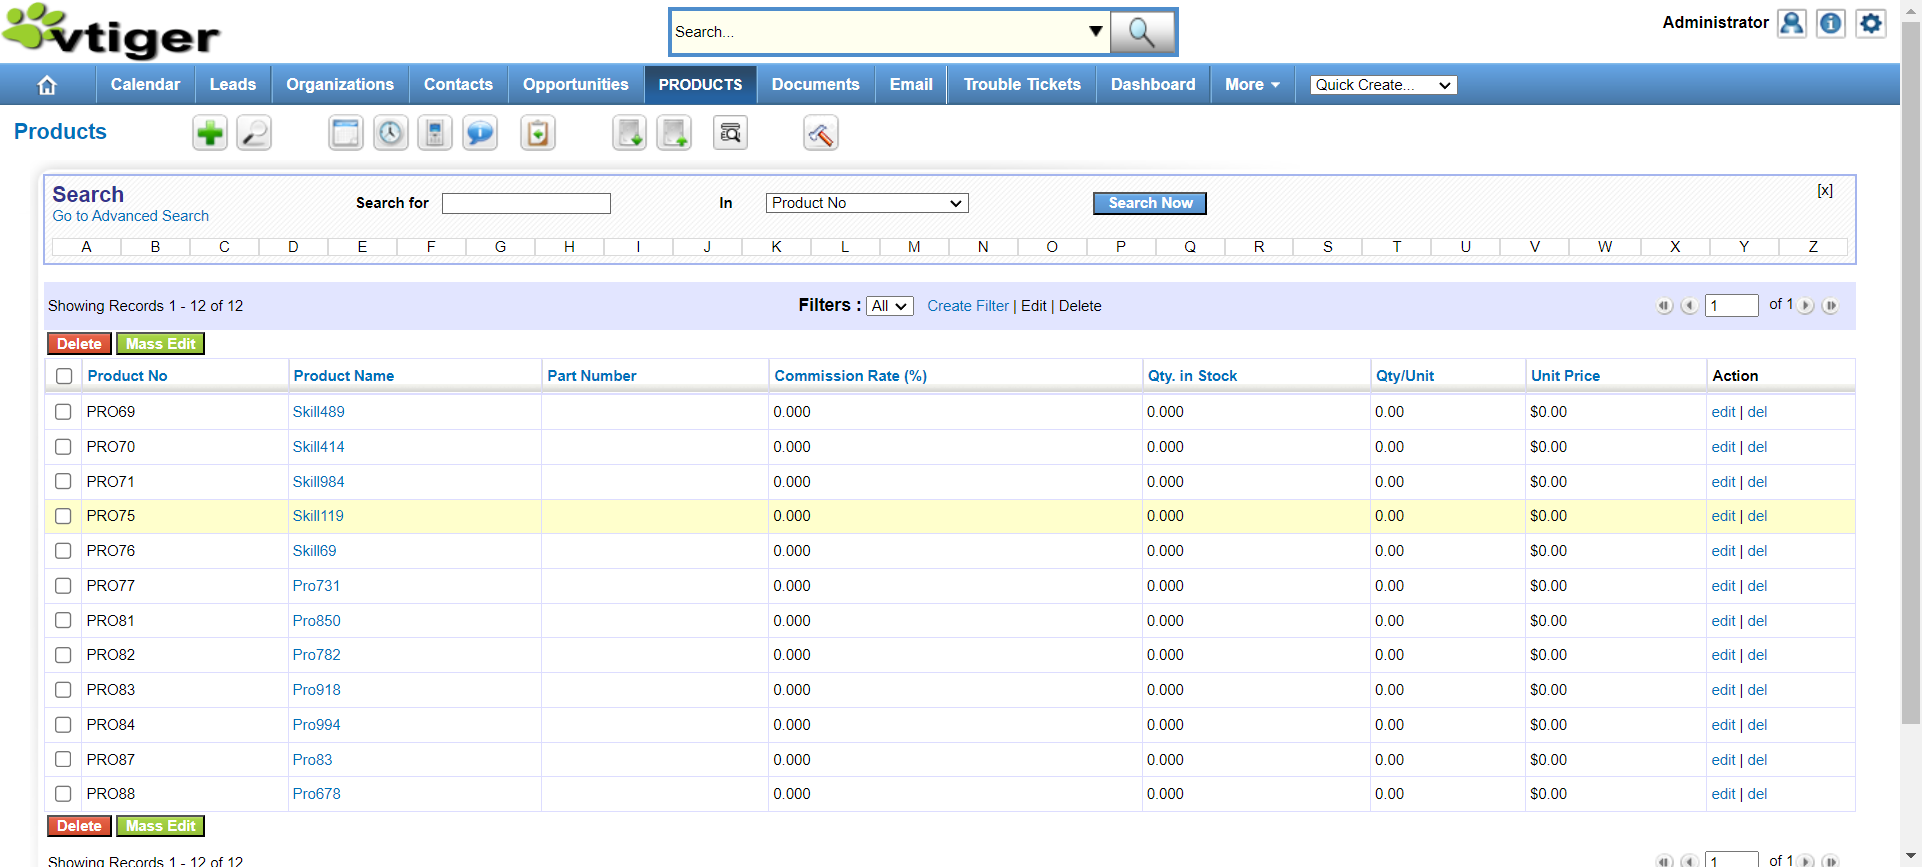 vtiger
Search...
Administrator
Calendar Leads Organizations Contacts Opportunities PRODUCTS Documents Email Trouble Tickets Dashboard More Quick Create...
Products
Search
Go to Advanced Search
Search for In Product No Search Now [x]
A B C D E F G H I J K L M N O P Q R S T U V W X Y Z
Showing Records 1 - 12 of 12 Filters : All Create Filter | Edit | Delete 1 of 1
Delete Mass Edit
Product No Product Name Part Number Commission Rate (%) Qty. in Stock Qty/Unit Unit Price Action
PRO69 Skill489 0.000 0.000 0.00 $0.00 edit | del
PRO70 Skill414 0.000 0.000 0.00 $0.00 edit | del
PRO71 Skill984 0.000 0.000 0.00 $0.00 edit | del
PRO75 Skill119 0.000 0.000 0.00 $0.00 edit | del
PRO76 Skill69 0.000 0.000 0.00 $0.00 edit | del
PRO77 Pro731 0.000 0.000 0.00 $0.00 edit | del
PRO81 Pro850 0.000 0.000 0.00 $0.00 edit | del
PRO82 Pro782 0.000 0.000 0.00 $0.00 edit | del
PRO83 Pro918 0.000 0.000 0.00 $0.00 edit | del
PRO84 Pro994 0.000 0.000 0.00 $0.00 edit | del
PRO87 Pro83 0.000 0.000 0.00 $0.00 edit | del
PRO88 Pro678 0.000 0.000 0.00 $0.00 edit | del
Delete Mass Edit
Showing Records 1 - 12 of 12 1 of 1